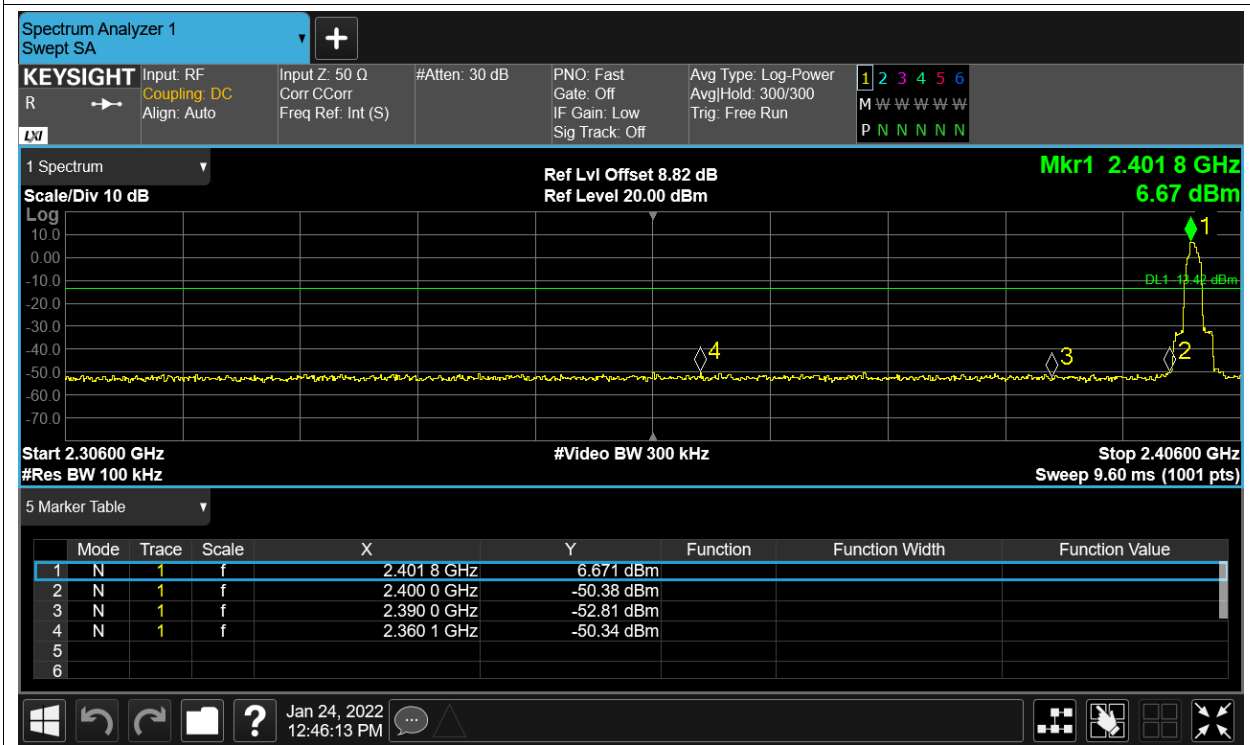 Spectrum Analyzer 1
Swept SA
+
KEYSIGHT Input: RF Input Z: 50 Ω #Atten: 30 dB PNO: Fast Avg Type: Log-Power 1 2 3 4 5 6
R Coupling: DC Corr CCorr Gate: Off Avg|Hold: 300/300 M W W W W W
Align: Auto Freq Ref: Int (S) IF Gain: Low Trig: Free Run
LXI Sig Track: Off P N N N N N
1 Spectrum Ref Lvl Offset 8.82 dB Mkr1 2.401 8 GHz
Scale/Div 10 dB Ref Level 20.00 dBm 6.67 dBm
Log
1
10.0
0.00
-10.0
DL1 -13.42 dBm
-20.0
-30.0
-40.0
4 3 2
-50.0
-60.0
-70.0
Start 2.30600 GHz #Video BW 300 kHz Stop 2.40600 GHz
#Res BW 100 kHz Sweep 9.60 ms (1001 pts)
5 Marker Table
Mode Trace Scale X Y Function Function Width Function Value
1 N 1 f 2.401 8 GHz 6.671 dBm
2 N 1 f 2.400 0 GHz -50.38 dBm
3 N 1 f 2.390 0 GHz -52.81 dBm
4 N 1 f 2.360 1 GHz -50.34 dBm
5
6
? Jan 24, 2022
12:46:13 PM